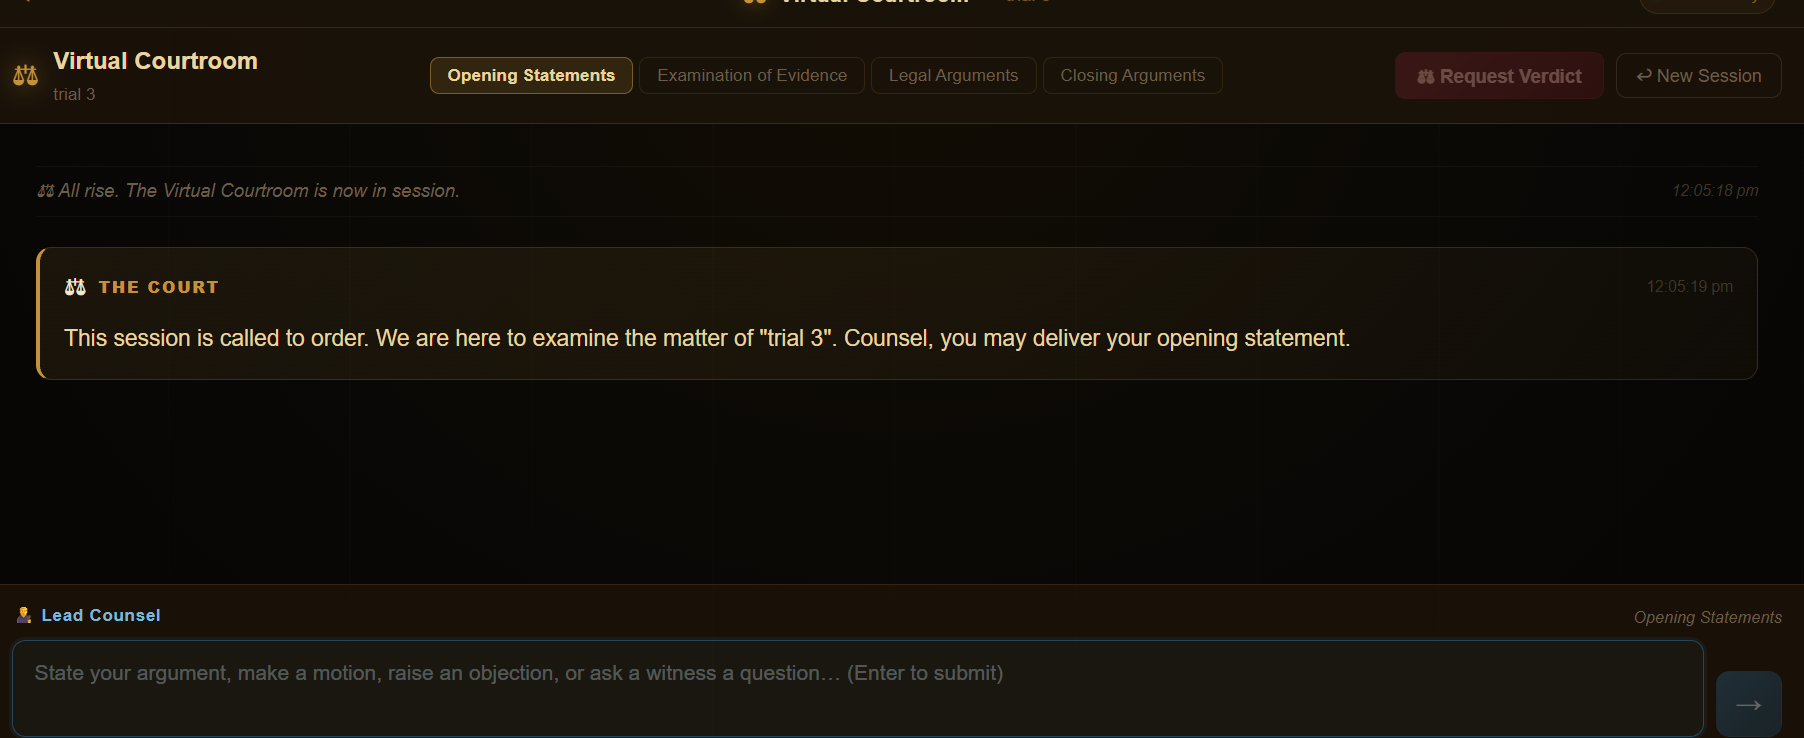 Virtual Courtroom
Virtual Courtroom
trial 3
Opening Statements
Examination of Evidence
Legal Arguments
Closing Arguments
Request Verdict
New Session
All rise. The Virtual Courtroom is now in session.
12:05:18 pm
THE COURT
12:05:19 pm
This session is called to order. We are here to examine the matter of "trial 3". Counsel, you may deliver your opening statement.
Lead Counsel
Opening Statements
State your argument, make a motion, raise an objection, or ask a witness a question… (Enter to submit)